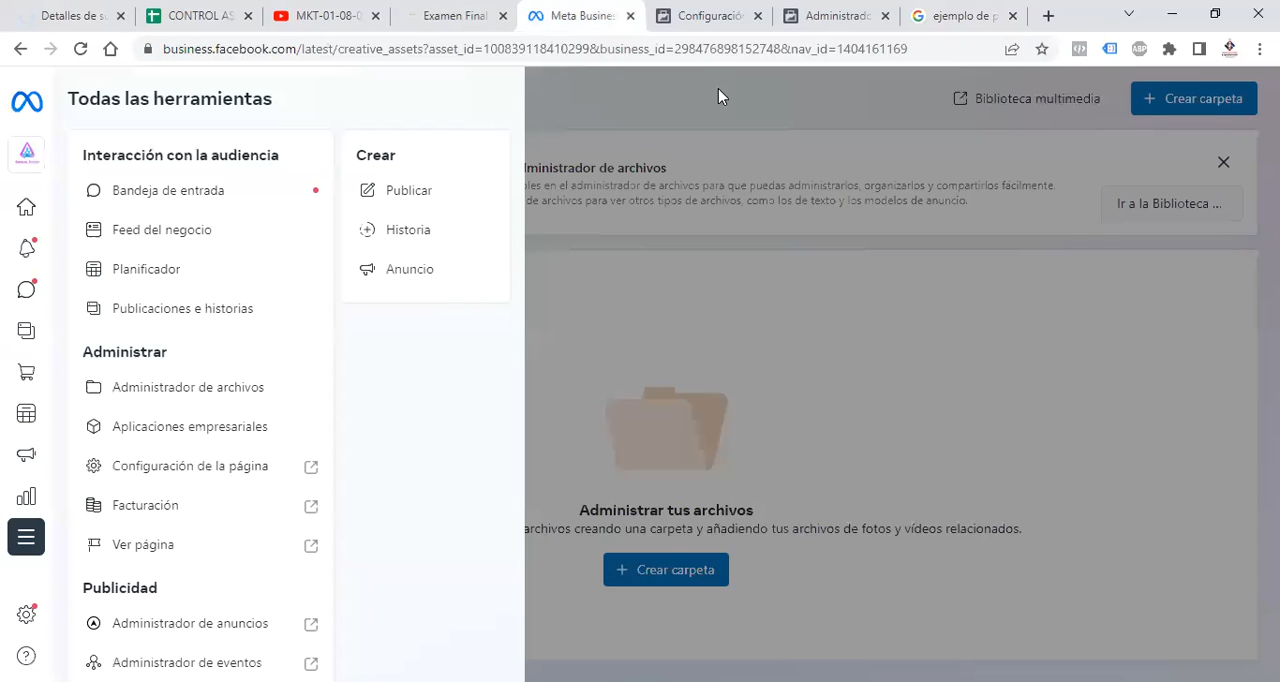 Detalles de su
CONTROL AS
MKT-01-08-0
Examen Final
Meta Busines
Configuració
Administrado
ejemplo de p
business.facebook.com/latest/creative_assets?asset_id=100839118410299&business_id=298476898152748&nav_id=1404161169
ABP
Todas las herramientas
Biblioteca multimedia
+ Crear carpeta
Interacción con la audiencia
Bandeja de entrada
Feed del negocio
Planificador
Publicaciones e historias
Administrar
Administrador de archivos
Aplicaciones empresariales
Configuración de la página
Facturación
Ver página
Publicidad
Administrador de anuncios
Administrador de eventos
Crear
Publicar
Historia
Anuncio
dministrador de archivos
les en el administrador de archivos para que puedas administrarlos, organizarlos y compartirlos fácilmente.
de archivos para ver otros tipos de archivos, como los de texto y los modelos de anuncio.
Ir a la Biblioteca ...
Administrar tus archivos
archivos creando una carpeta y añadiendo tus archivos de fotos y vídeos relacionados.
+ Crear carpeta